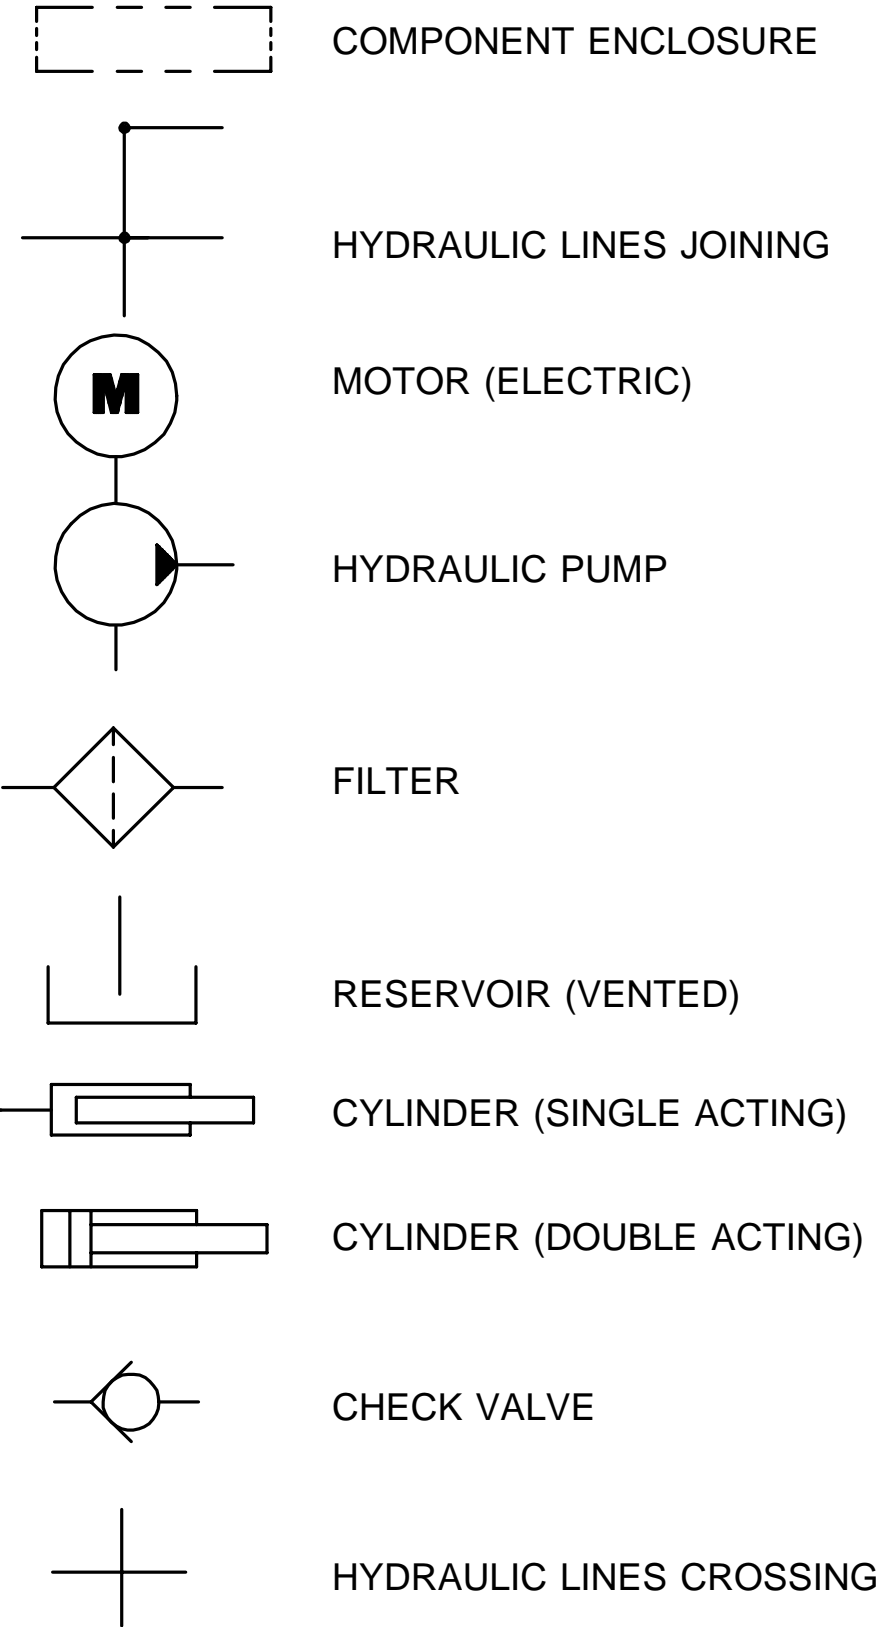 COMPONENT ENCLOSURE
HYDRAULIC LINES JOINING
MOTOR (ELECTRIC)
M
HYDRAULIC PUMP
FILTER
RESERVOIR (VENTED)
CYLINDER (SINGLE ACTING)
CYLINDER (DOUBLE ACTING)
CHECK VALVE
HYDRAULIC LINES CROSSING